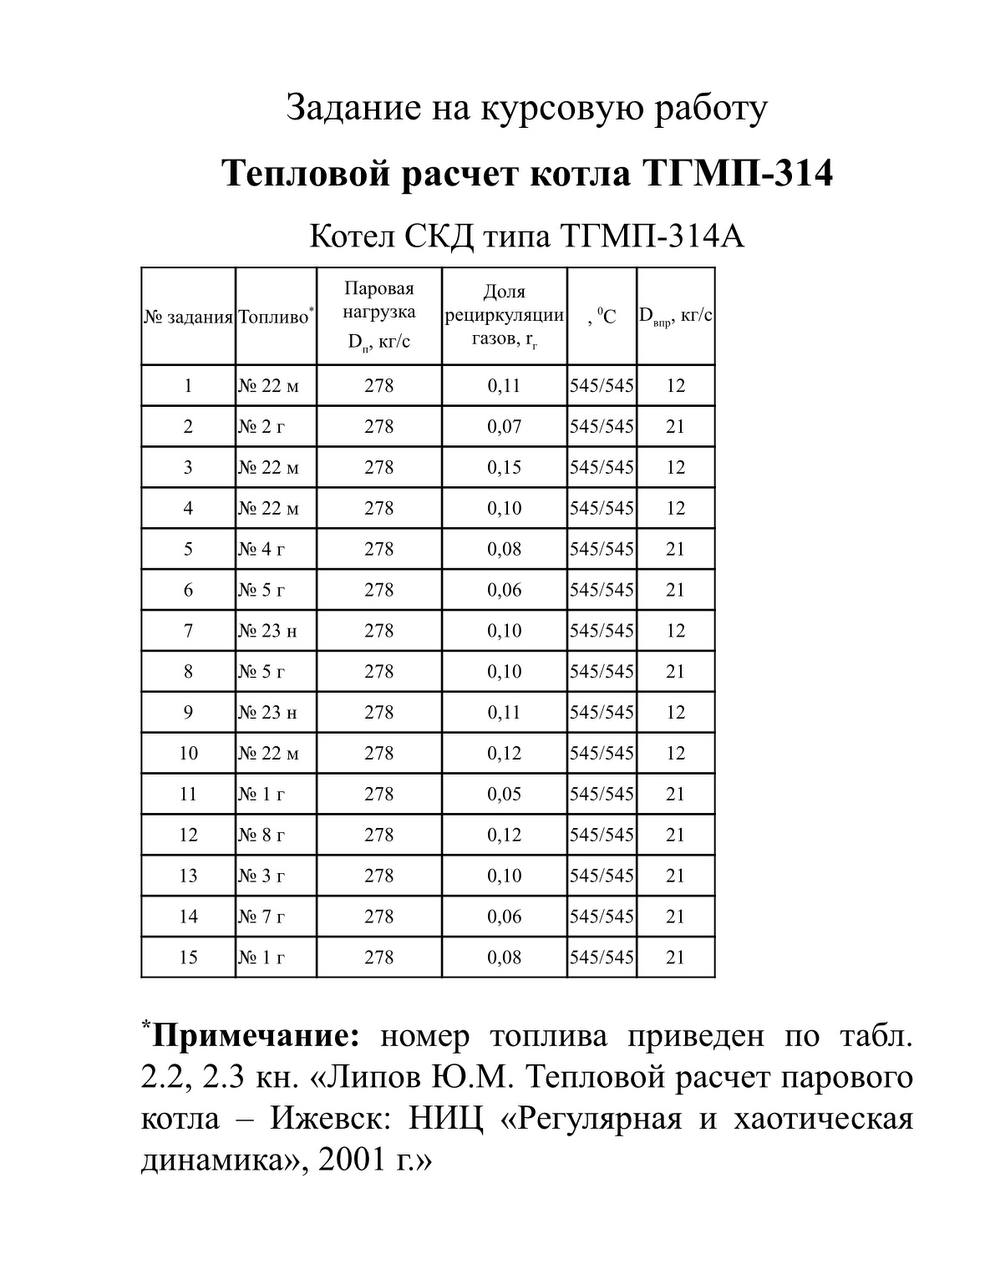 Задание на курсовую работу
Тепловой расчет котла ТГМП-314
Котел СКД типа ТГМП-314А
№ задания Топливо* Паровая нагрузка Dп, кг/с Доля рециркуляции газов, rг , ⁰С Dвпр, кг/с
1 № 22 м 278 0,11 545/545 12
2 № 2 г 278 0,07 545/545 21
3 № 22 м 278 0,15 545/545 12
4 № 22 м 278 0,10 545/545 12
5 № 4 г 278 0,08 545/545 21
6 № 5 г 278 0,06 545/545 21
7 № 23 н 278 0,10 545/545 12
8 № 5 г 278 0,10 545/545 21
9 № 23 н 278 0,11 545/545 12
10 № 22 м 278 0,12 545/545 12
11 № 1 г 278 0,05 545/545 21
12 № 8 г 278 0,12 545/545 21
13 № 3 г 278 0,10 545/545 21
14 № 7 г 278 0,06 545/545 21
15 № 1 г 278 0,08 545/545 21
*Примечание: номер топлива приведен по табл.
2.2, 2.3 кн. «Липов Ю.М. Тепловой расчет парового
котла – Ижевск: НИЦ «Регулярная и хаотическая
динамика», 2001 г.»